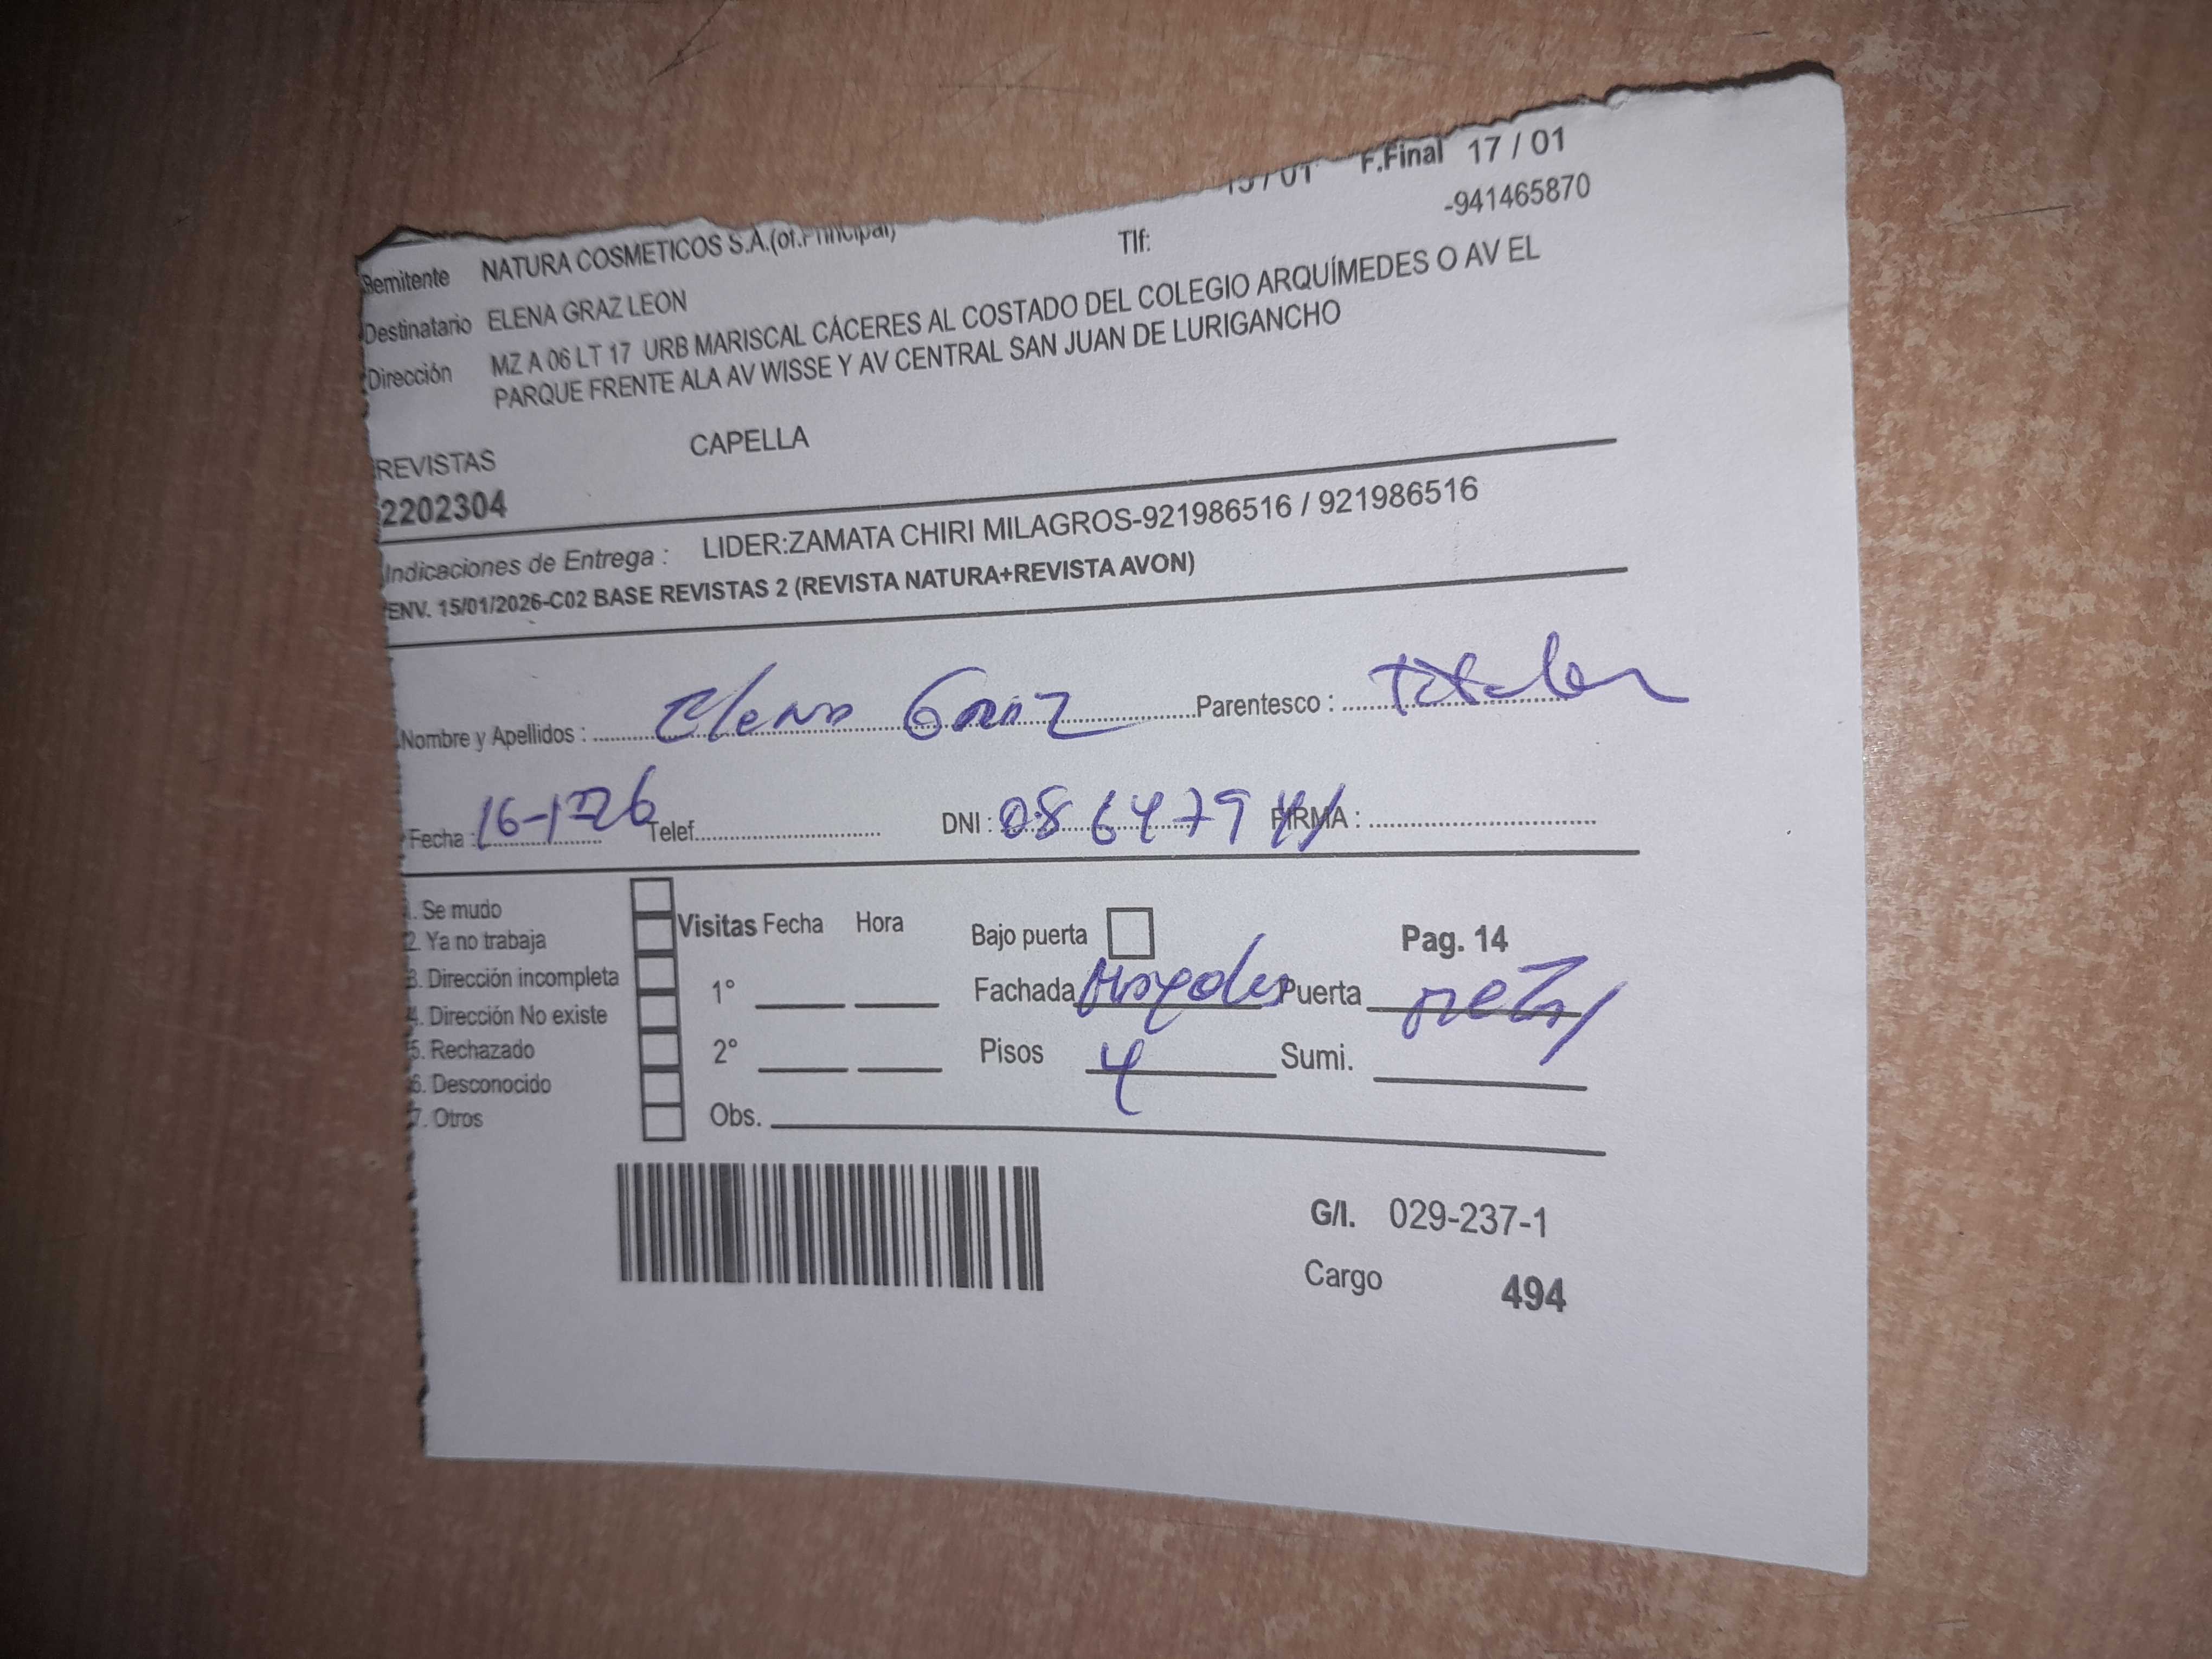 F.Final 17 / 01
-941465870
Remitente NATURA COSMETICOS S.A.(of.Principal) Tlf:
Destinatario ELENA GRAZ LEON
Dirección MZ A 06 LT 17 URB MARISCAL CÁCERES AL COSTADO DEL COLEGIO ARQUÍMEDES O AV EL
PARQUE FRENTE ALA AV WISSE Y AV CENTRAL SAN JUAN DE LURIGANCHO
REVISTAS CAPELLA
2202304
Indicaciones de Entrega : LIDER:ZAMATA CHIRI MILAGROS-921986516 / 921986516
ENV. 15/01/2026-C02 BASE REVISTAS 2 (REVISTA NATURA+REVISTA AVON)
Nombre y Apellidos : Elena Graz Parentesco : Titular
Fecha : 16-1-26 Telef. DNI : FIRMA :
1. Se mudo
2. Ya no trabaja
3. Dirección incompleta
4. Dirección No existe
5. Rechazado
6. Desconocido
7. Otros
Visitas Fecha Hora Bajo puerta Pag. 14
1° Fachada Puerta
2° Pisos 4 Sumi.
Obs.
G/I. 029-237-1
Cargo 494